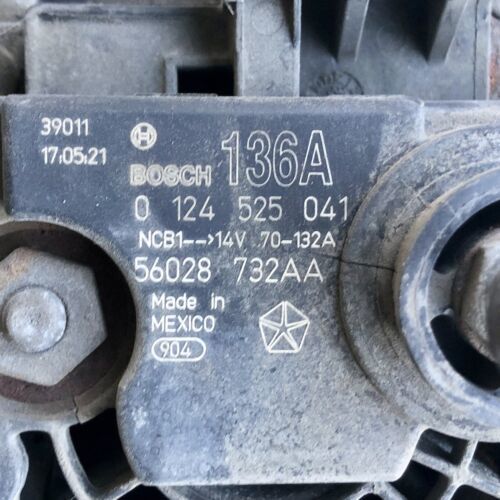 39011
17:05:21
BOSCH 136A
0 124 525 041
NCB1-->14V 70-132A
56028 732AA
Made in
MEXICO
904